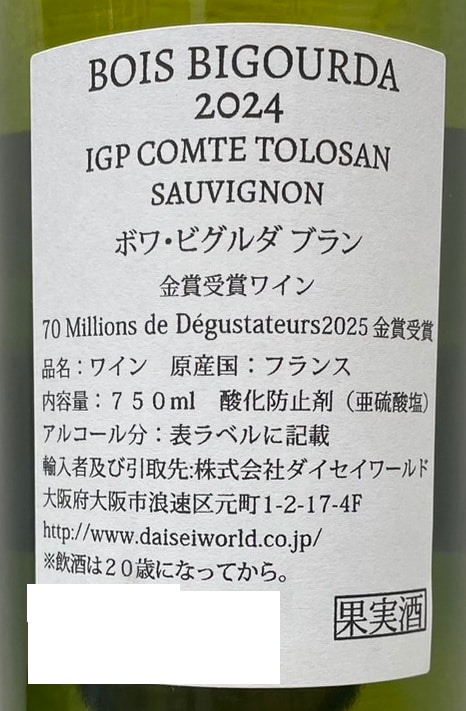 BOIS BIGOURDA
2024
IGP COMTE TOLOSAN
SAUVIGNON
ボワ・ビグルダ ブラン
金賞受賞ワイン
70 Millions de Dégustateurs2025 金賞受賞
品名：ワイン　原産国：フランス
内容量：７５０ml　酸化防止剤（亜硫酸塩）
アルコール分：表ラベルに記載
輸入者及び引取先:株式会社ダイセイワールド
大阪府大阪市浪速区元町1-2-17-4F
http://www.daiseiworld.co.jp/
※飲酒は２０歳になってから。
果実酒